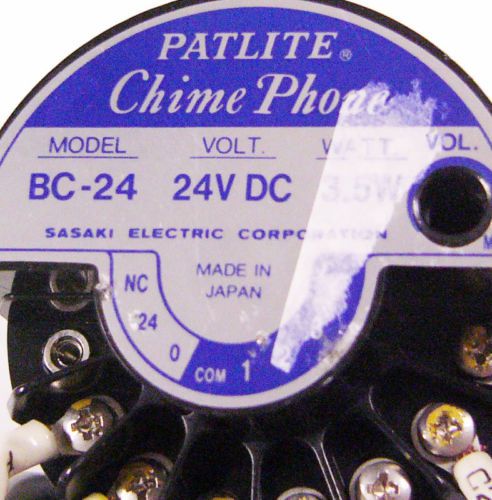 PATLITE®
Chime Phone
MODEL VOLT. WATT. VOL.
BC-24 24V DC 3.5W
SASAKI ELECTRIC CORPORATION
MADE IN
JAPAN
NC
24
0
COM 1